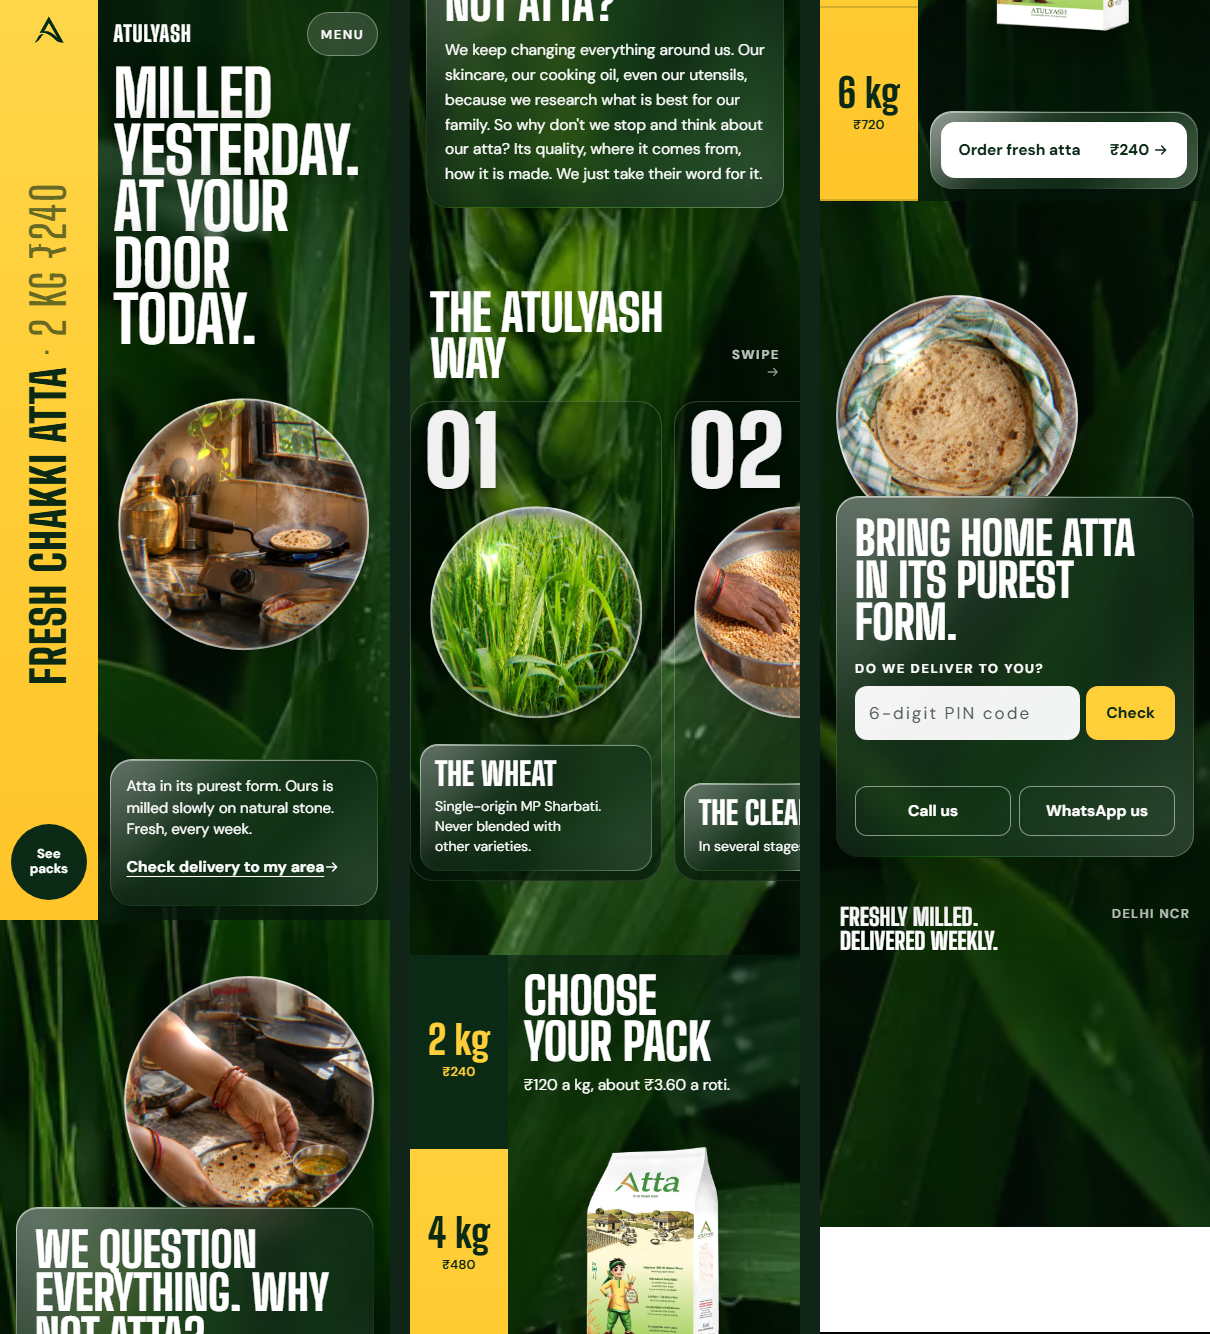 ATULYASH
MENU
MILLED
YESTERDAY.
AT YOUR
DOOR
TODAY.
FRESH CHAKKI ATTA · 2 KG ₹240
See
packs
Atta in its purest form. Ours is
milled slowly on natural stone.
Fresh, every week.
Check delivery to my area→
WE QUESTION
EVERYTHING. WHY
NOT ATTA?
NOT ATTA?
We keep changing everything around us. Our
skincare, our cooking oil, even our utensils,
because we research what is best for our
family. So why don't we stop and think about
our atta? Its quality, where it comes from,
how it is made. We just take their word for it.
THE ATULYASH
WAY
SWIPE
→
01
02
THE WHEAT
Single-origin MP Sharbati.
Never blended with
other varieties.
THE CLEA
In several stages
2 kg
₹240
CHOOSE
YOUR PACK
₹120 a kg, about ₹3.60 a roti.
4 kg
₹480
Atta
ATULYASH
6 kg
₹720
Order fresh atta ₹240 →
BRING HOME ATTA
IN ITS PUREST
FORM.
DO WE DELIVER TO YOU?
6-digit PIN code
Check
Call us
WhatsApp us
FRESHLY MILLED.
DELIVERED WEEKLY.
DELHI NCR